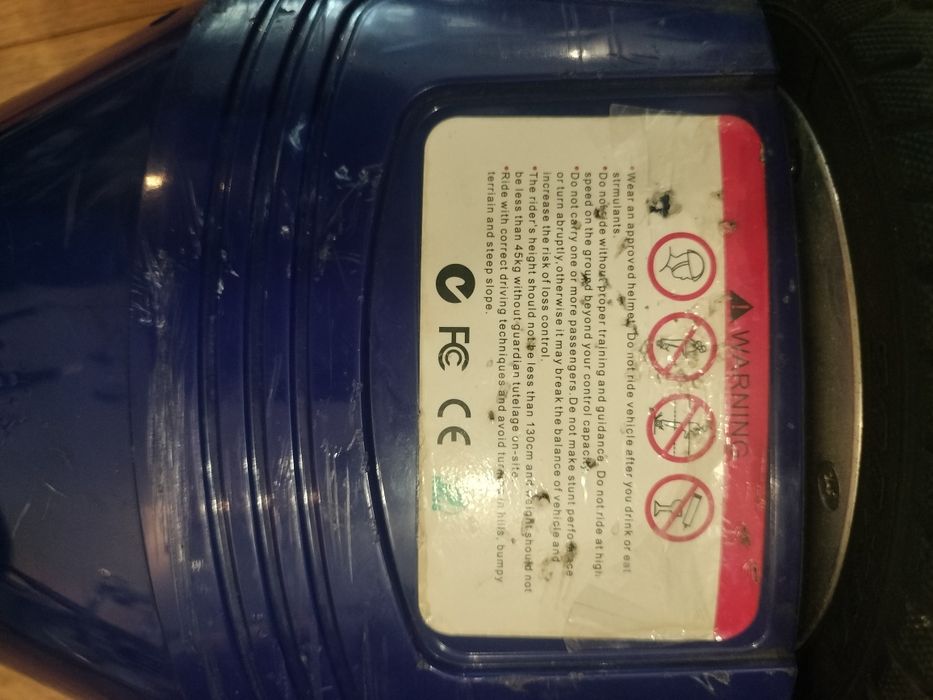 WARNING
*Wear an approved helmet. Do not ride vehicle after you drink or eat
strmulants.
*Do not ride without proper training and guidance. Do not ride at high
speed on the ground beyond your control capacity.
*Do not carry one or more passengers. De not make stunt performance
or turn abruptly, otherwise it may break the balance of vehicle and
increase the risk of loss control.
*The rider's height should not be less than 130cm and weight should not
be less than 45kg without guardian tutelage on-site.
*Ride with correct driving techniques and avoid turns in hills, bumpy
terriain and steep slope.
FC CE